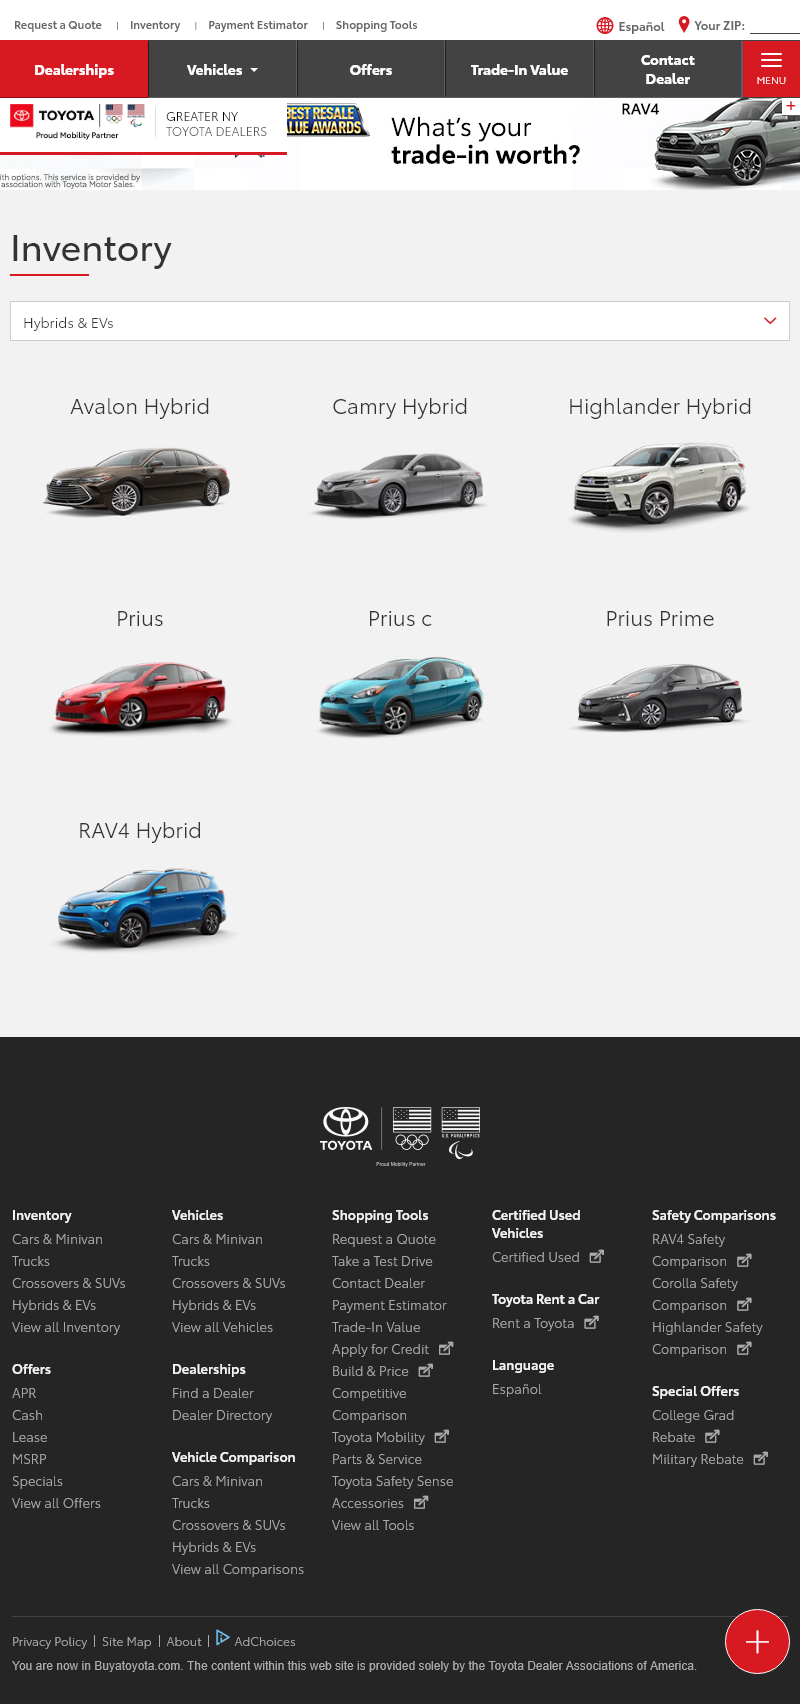 Request a Quote | Inventory | Payment Estimator | Shopping Tools
Español
Your ZIP:
Dealerships
Vehicles
Offers
Trade-In Value
Contact
Dealer
MENU
TOYOTA
Proud Mobility Partner
GREATER NY
TOYOTA DEALERS
BEST RESALE
LUE AWARDS
What's your
trade-in worth?
RAV4
+
ith options. This service is provided by
association with Toyota Motor Sales.
Inventory
Hybrids & EVs
Avalon Hybrid
Camry Hybrid
Highlander Hybrid
Prius
Prius c
Prius Prime
RAV4 Hybrid
TOYOTA
U.S. PARALYMPICS
Proud Mobility Partner
Inventory
Cars & Minivan
Trucks
Crossovers & SUVs
Hybrids & EVs
View all Inventory
Offers
APR
Cash
Lease
MSRP
Specials
View all Offers
Vehicles
Cars & Minivan
Trucks
Crossovers & SUVs
Hybrids & EVs
View all Vehicles
Dealerships
Find a Dealer
Dealer Directory
Vehicle Comparison
Cars & Minivan
Trucks
Crossovers & SUVs
Hybrids & EVs
View all Comparisons
Shopping Tools
Request a Quote
Take a Test Drive
Contact Dealer
Payment Estimator
Trade-In Value
Apply for Credit
Build & Price
Competitive
Comparison
Toyota Mobility
Parts & Service
Toyota Safety Sense
Accessories
View all Tools
Certified Used
Vehicles
Certified Used
Toyota Rent a Car
Rent a Toyota
Language
Español
Safety Comparisons
RAV4 Safety
Comparison
Corolla Safety
Comparison
Highlander Safety
Comparison
Special Offers
College Grad
Rebate
Military Rebate
Privacy Policy | Site Map | About | AdChoices
You are now in Buyatoyota.com. The content within this web site is provided solely by the Toyota Dealer Associations of America.